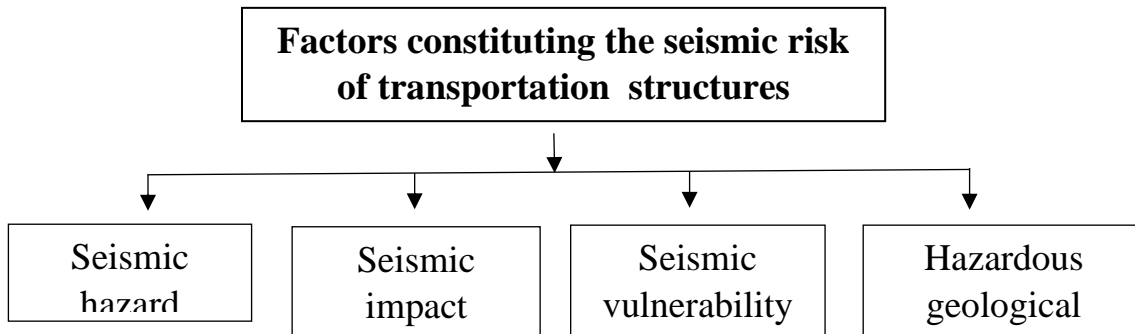 Factors constituting the seismic risk
of transportation structures
Seismic
hazard
Seismic
impact
Seismic
vulnerability
Hazardous
geological